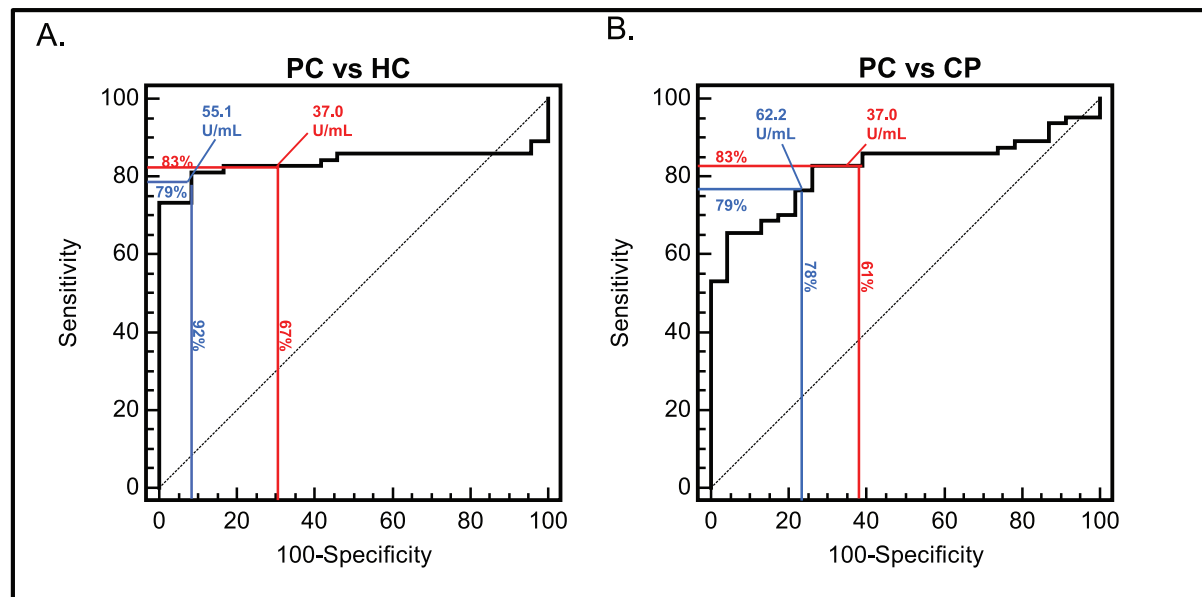 A.
PC vs HC
100
80
60
40
20
0
Sensitivity
55.1
U/mL
37.0
U/mL
83%
79%
92%
67%
0 20 40 60 80 100
100-Specificity
B.
PC vs CP
100
80
60
40
20
0
Sensitivity
62.2
U/mL
37.0
U/mL
83%
79%
78%
61%
0 20 40 60 80 100
100-Specificity